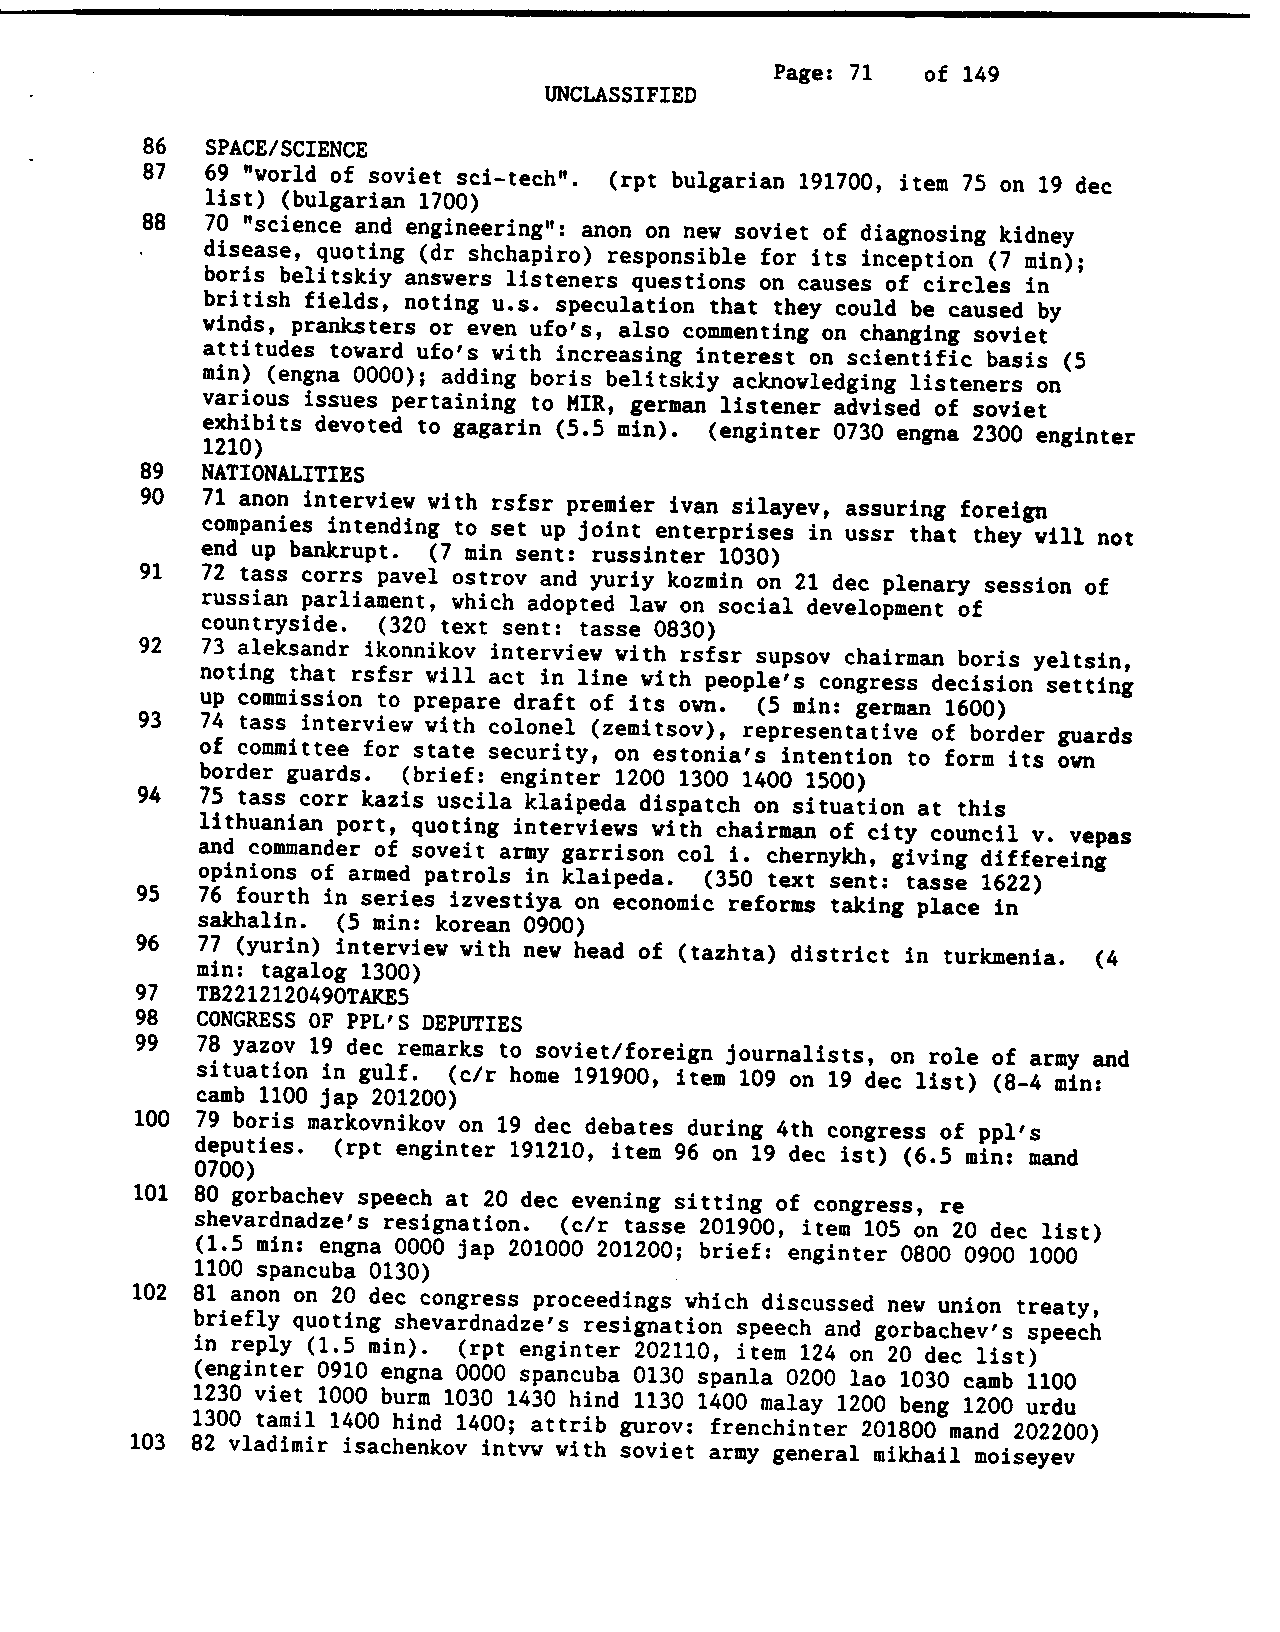 Page: 71 of 149
UNCLASSIFIED
86 SPACE/SCIENCE
87 69 "world of soviet sci-tech". (rpt bulgarian 191700, item 75 on 19 dec
list) (bulgarian 1700)
88 70 "science and engineering": anon on new soviet of diagnosing kidney
disease, quoting (dr shchapiro) responsible for its inception (7 min);
boris belitskiy answers listeners questions on causes of circles in
british fields, noting u.s. speculation that they could be caused by
winds, pranksters or even ufo's, also commenting on changing soviet
attitudes toward ufo's with increasing interest on scientific basis (5
min) (engna 0000); adding boris belitskiy acknowledging listeners on
various issues pertaining to MIR, german listener advised of soviet
exhibits devoted to gagarin (5.5 min). (enginter 0730 engna 2300 enginter
1210)
89 NATIONALITIES
90 71 anon interview with rsfsr premier ivan silayev, assuring foreign
companies intending to set up joint enterprises in ussr that they will not
end up bankrupt. (7 min sent: russinter 1030)
91 72 tass corrs pavel ostrov and yuriy kozmin on 21 dec plenary session of
russian parliament, which adopted law on social development of
countryside. (320 text sent: tasse 0830)
92 73 aleksandr ikonnikov interview with rsfsr supsov chairman boris yeltsin,
noting that rsfsr will act in line with people's congress decision setting
up commission to prepare draft of its own. (5 min: german 1600)
93 74 tass interview with colonel (zemitsov), representative of border guards
of committee for state security, on estonia's intention to form its own
border guards. (brief: enginter 1200 1300 1400 1500)
94 75 tass corr kazis uscila klaipeda dispatch on situation at this
lithuanian port, quoting interviews with chairman of city council v. vepas
and commander of soveit army garrison col i. chernykh, giving differeing
opinions of armed patrols in klaipeda. (350 text sent: tasse 1622)
95 76 fourth in series izvestiya on economic reforms taking place in
sakhalin. (5 min: korean 0900)
96 77 (yurin) interview with new head of (tazhta) district in turkmenia. (4
min: tagalog 1300)
97 TB2212120490TAKE5
98 CONGRESS OF PPL'S DEPUTIES
99 78 yazov 19 dec remarks to soviet/foreign journalists, on role of army and
situation in gulf. (c/r home 191900, item 109 on 19 dec list) (8-4 min:
camb 1100 jap 201200)
100 79 boris markovnikov on 19 dec debates during 4th congress of ppl's
deputies. (rpt enginter 191210, item 96 on 19 dec ist) (6.5 min: mand
0700)
101 80 gorbachev speech at 20 dec evening sitting of congress, re
shevardnadze's resignation. (c/r tasse 201900, item 105 on 20 dec list)
(1.5 min: engna 0000 jap 201000 201200; brief: enginter 0800 0900 1000
1100 spancuba 0130)
102 81 anon on 20 dec congress proceedings which discussed new union treaty,
briefly quoting shevardnadze's resignation speech and gorbachev's speech
in reply (1.5 min). (rpt enginter 202110, item 124 on 20 dec list)
(enginter 0910 engna 0000 spancuba 0130 spanla 0200 lao 1030 camb 1100
1230 viet 1000 burm 1030 1430 hind 1130 1400 malay 1200 beng 1200 urdu
1300 tamil 1400 hind 1400; attrib gurov: frenchinter 201800 mand 202200)
103 82 vladimir isachenkov intvw with soviet army general mikhail moiseyev